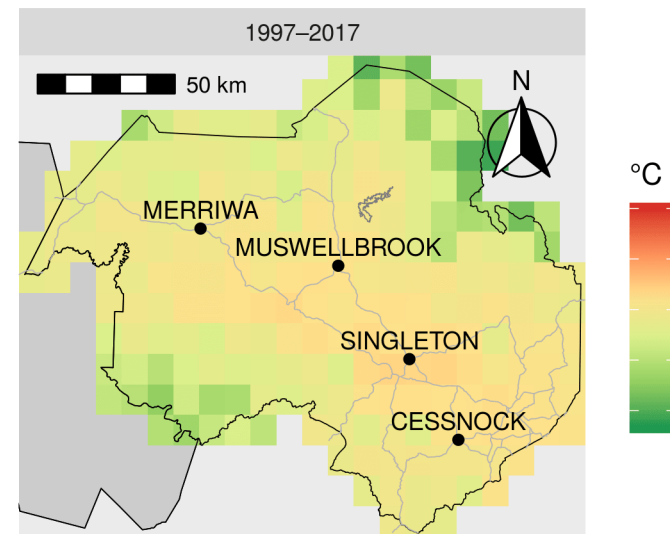 1997–2017
50 km
N
°C
MERRIWA
MUSWELLBROOK
SINGLETON
CESSNOCK